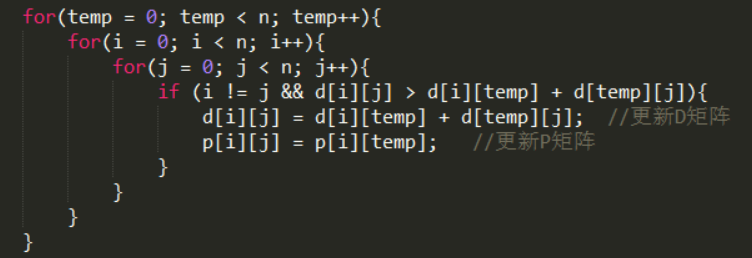 for(temp = 0; temp < n; temp++){
for(i = 0; i < n; i++){
for(j = 0; j < n; j++){
if (i != j && d[i][j] > d[i][temp] + d[temp][j]){
d[i][j] = d[i][temp] + d[temp][j];  //更新D矩阵
p[i][j] = p[i][temp];   //更新P矩阵
}
}
}
}